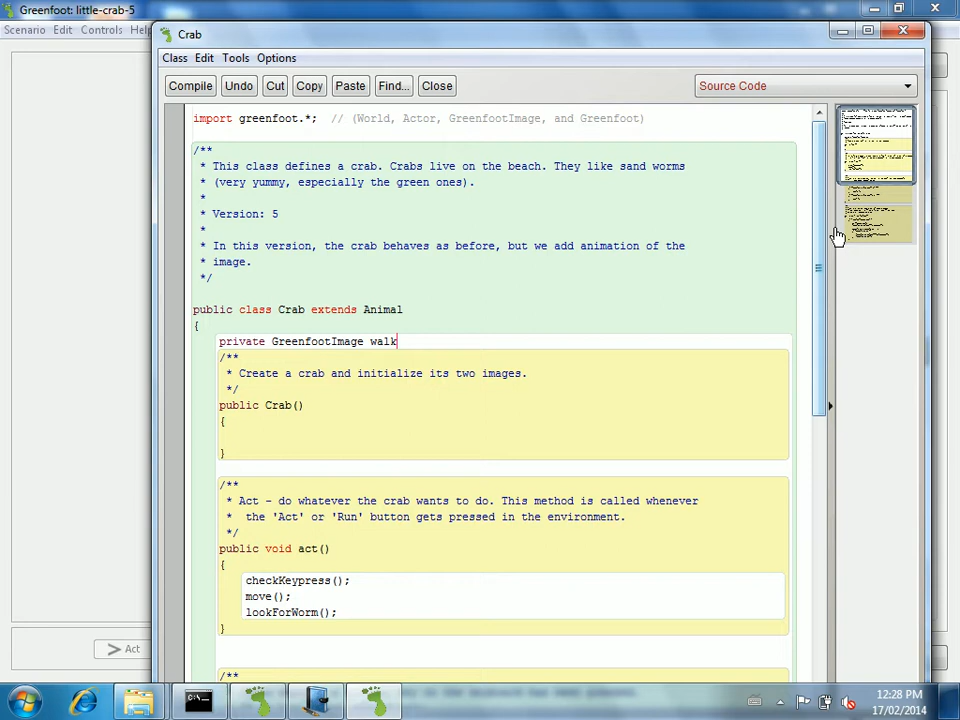 Greenfoot: little-crab-5
Scenario Edit Controls Help
Crab
Class Edit Tools Options
Compile Undo Cut Copy Paste Find... Close
Source Code
import greenfoot.*;  // (World, Actor, GreenfootImage, and Greenfoot)
/**
 * This class defines a crab. Crabs live on the beach. They like sand worms
 * (very yummy, especially the green ones).
 *
 * Version: 5
 *
 * In this version, the crab behaves as before, but we add animation of the
 * image.
 */
public class Crab extends Animal
{
private GreenfootImage walk
/**
 * Create a crab and initialize its two images.
 */
public Crab()
{
}
/**
 * Act - do whatever the crab wants to do. This method is called whenever
 *  the 'Act' or 'Run' button gets pressed in the environment.
 */
public void act()
{
checkKeypress();
move();
lookForWorm();
}
/**
Act
12:28 PM
17/02/2014